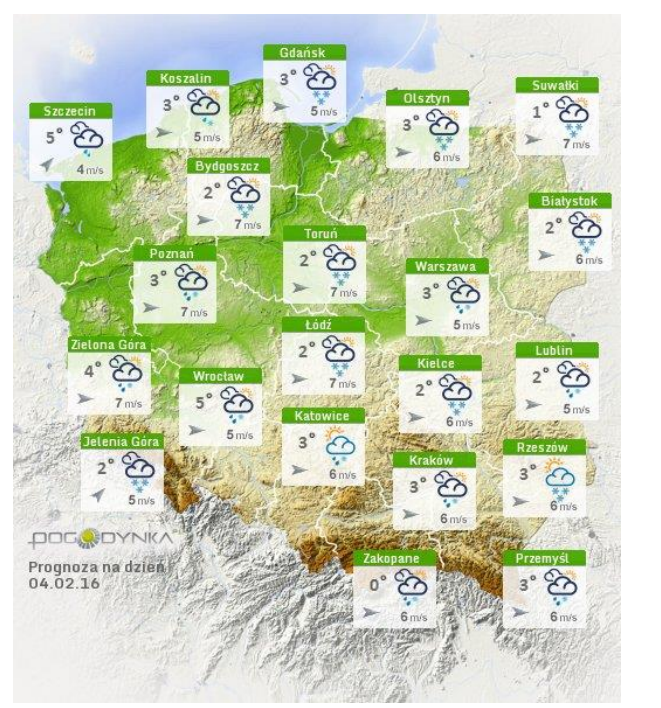 Gdańsk
3°
5 m/s
Koszalin
3°
5 m/s
Suwałki
1°
7 m/s
Olsztyn
3°
6 m/s
Szczecin
5°
4 m/s
Bydgoszcz
2°
7 m/s
Białystok
2°
6 m/s
Toruń
2°
7 m/s
Poznań
3°
7 m/s
Warszawa
3°
5 m/s
Łódź
2°
7 m/s
Zielona Góra
4°
7 m/s
Lublin
2°
5 m/s
Kielce
2°
6 m/s
Wrocław
5°
5 m/s
Katowice
3°
6 m/s
Jelenia Góra
2°
5 m/s
Rzeszów
3°
6 m/s
Kraków
3°
6 m/s
POGODYNKA
Prognoza na dzień
04.02.16
Zakopane
0°
6 m/s
Przemyśl
3°
6 m/s